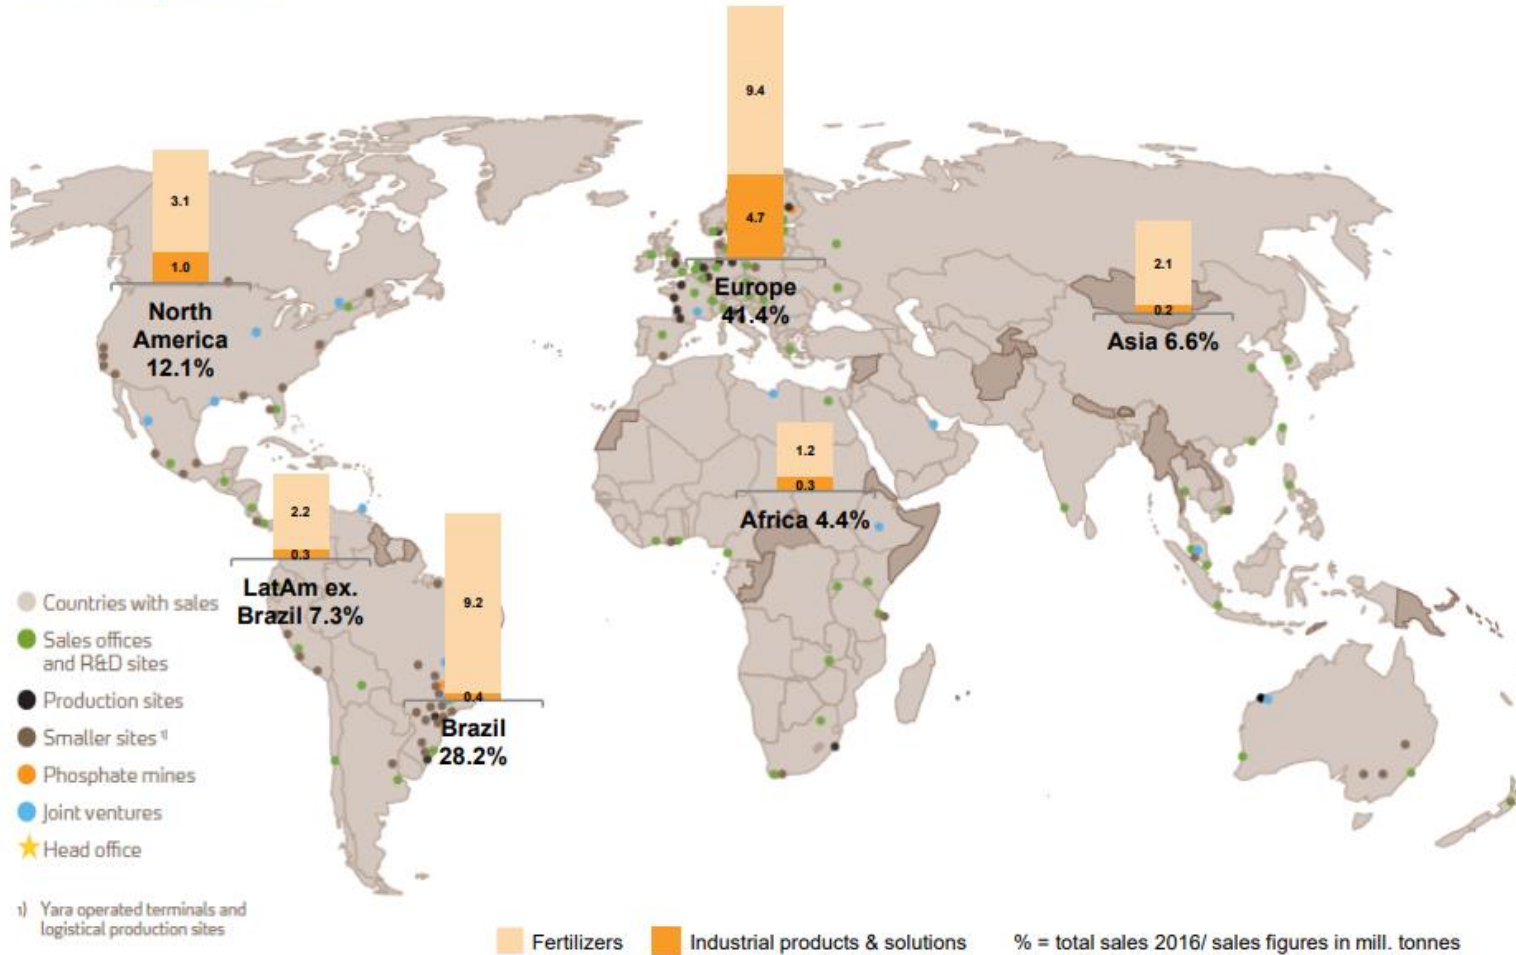 9.4
4.7
Europe
41.4%
3.1
1.0
North
America
12.1%
2.1
0.2
Asia 6.6%
1.2
0.3
Africa 4.4%
2.2
0.3
LatAm ex.
Brazil 7.3%
9.2
0.4
Brazil
28.2%
Countries with sales
Sales offices
and R&D sites
Production sites
Smaller sites 1)
Phosphate mines
Joint ventures
Head office
1) Yara operated terminals and
logistical production sites
Fertilizers
Industrial products & solutions
% = total sales 2016/ sales figures in mill. tonnes